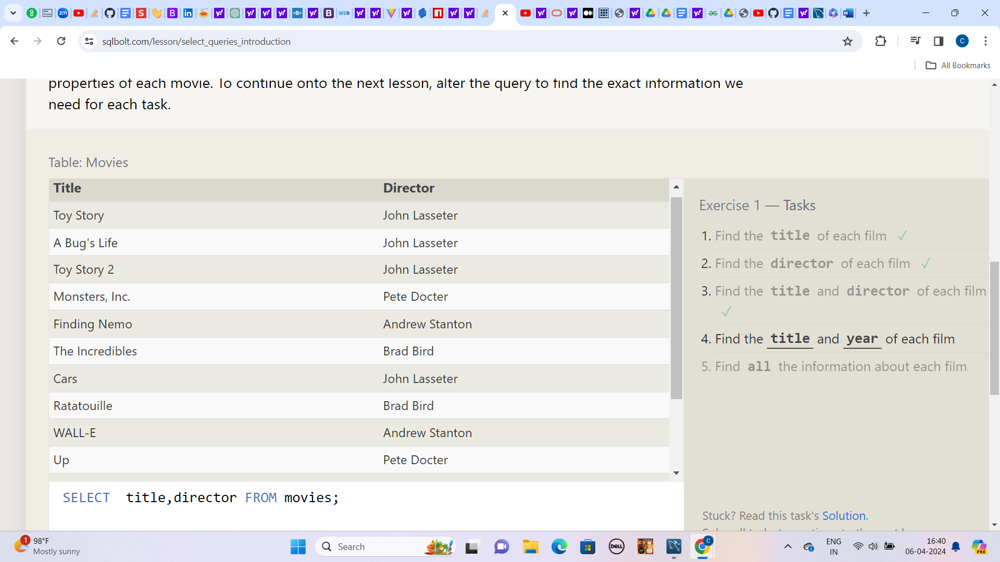 sqlbolt.com/lesson/select_queries_introduction
All Bookmarks
properties of each movie. To continue onto the next lesson, alter the query to find the exact information we
need for each task.
Table: Movies
Title Director
Toy Story John Lasseter
A Bug's Life John Lasseter
Toy Story 2 John Lasseter
Monsters, Inc. Pete Docter
Finding Nemo Andrew Stanton
The Incredibles Brad Bird
Cars John Lasseter
Ratatouille Brad Bird
WALL-E Andrew Stanton
Up Pete Docter
SELECT title,director FROM movies;
Exercise 1 — Tasks
1. Find the title of each film ✓
2. Find the director of each film ✓
3. Find the title and director of each film
✓
4. Find the title and year of each film
5. Find all the information about each film
Stuck? Read this task's Solution.
1
98°F
Mostly sunny
Search
DELL
C
ENG
IN
16:40
06-04-2024
PRE